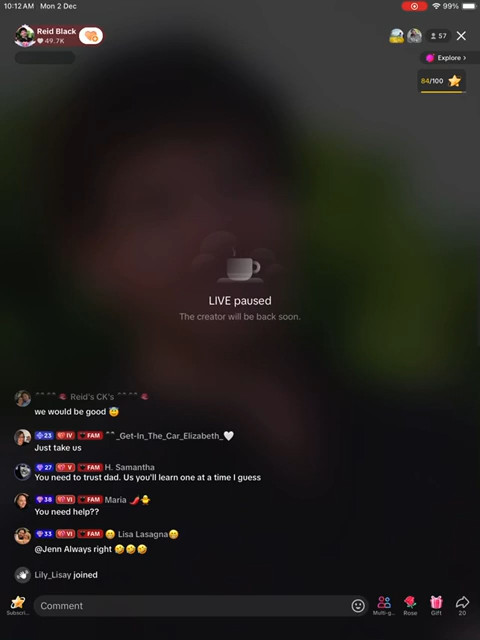 10:12 AM Mon 2 Dec
99%
Reid Black
49.7K
57
Explore >
84/100
LIVE paused
The creator will be back soon.
Reid's CK's
we would be good 😇
23 IV FAM ^^_Get-In_The_Car_Elizabeth_🤍
Just take us
27 V FAM H. Samantha
You need to trust dad. Us you'll learn one at a time I guess
38 VI FAM Maria 🌶️🐥
You need help??
33 VI FAM 😁 Lisa Lasagna😁
@Jenn Always right 🤣🤣🤣
Lily_Lisay joined
Subscri...
Comment
Multi-g...
Rose
Gift
20